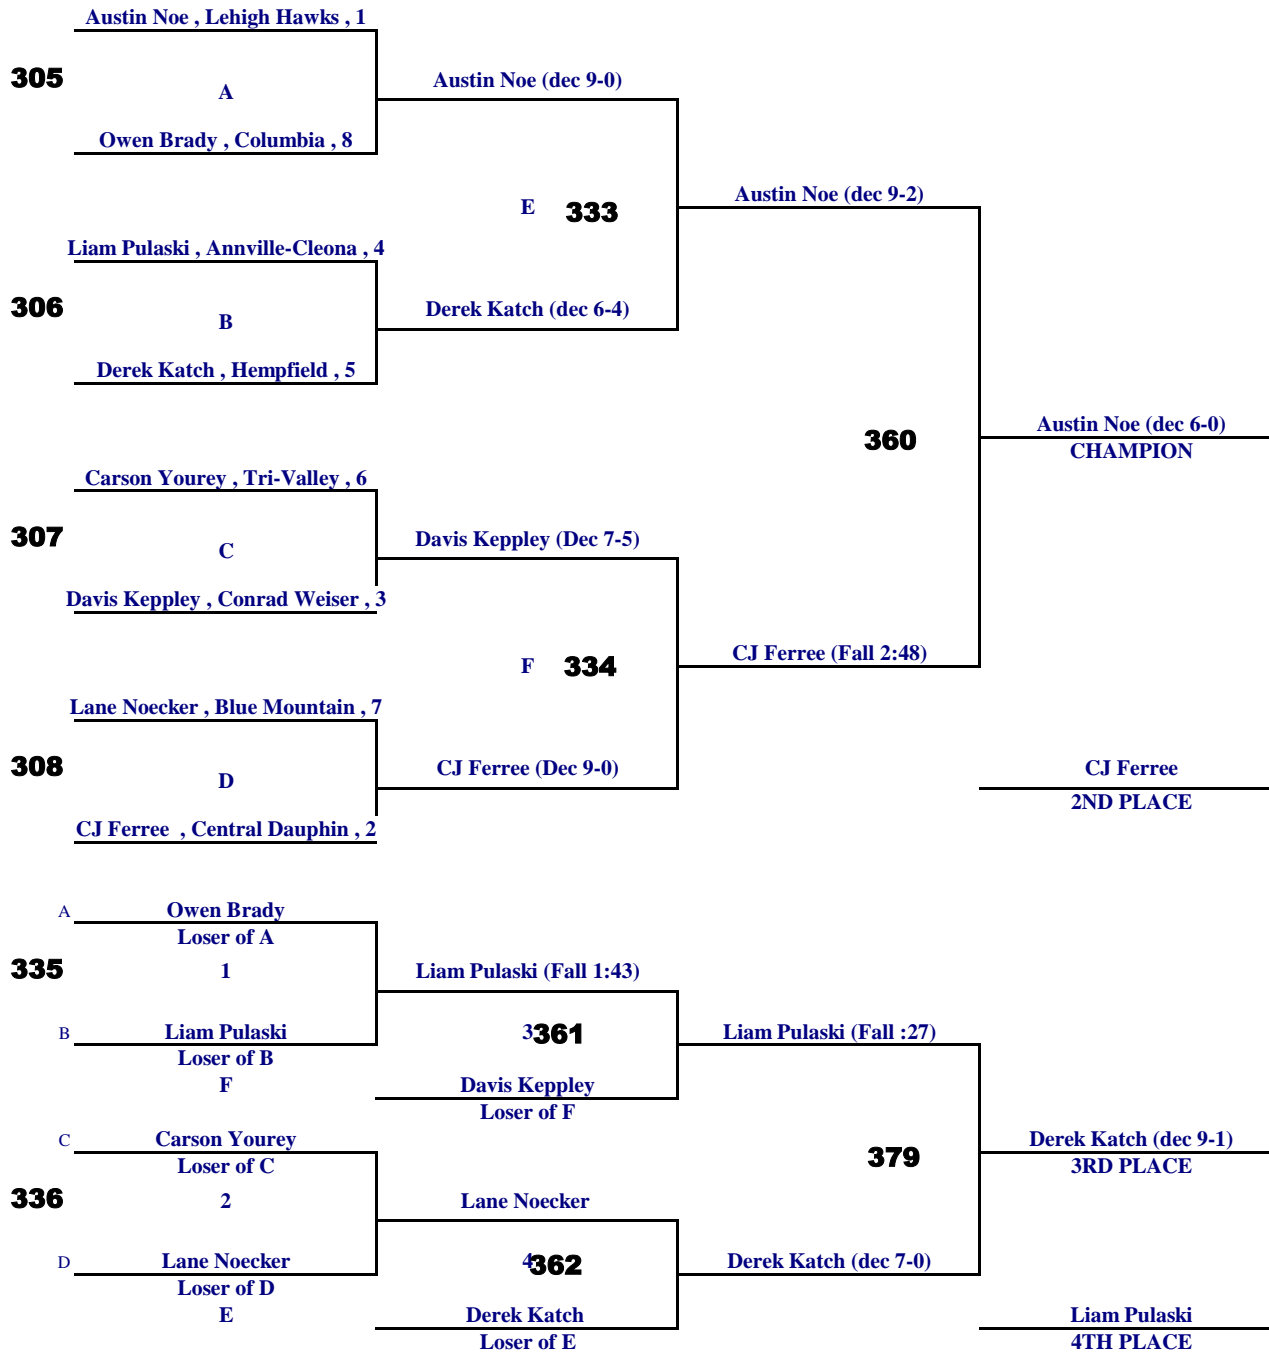 Austin Noe , Lehigh Hawks , 1
305
A
Austin Noe (dec 9-0)
Owen Brady , Columbia , 8
E 333
Austin Noe (dec 9-2)
Liam Pulaski , Annville-Cleona , 4
306
B
Derek Katch (dec 6-4)
Derek Katch , Hempfield , 5
360
Austin Noe (dec 6-0)
CHAMPION
Carson Yourey , Tri-Valley , 6
307
C
Davis Keppley (Dec 7-5)
Davis Keppley , Conrad Weiser , 3
F 334
CJ Ferree (Fall 2:48)
Lane Noecker , Blue Mountain , 7
308
D
CJ Ferree (Dec 9-0)
CJ Ferree
2ND PLACE
CJ Ferree , Central Dauphin , 2
A Owen Brady
Loser of A
335
1
Liam Pulaski (Fall 1:43)
B Liam Pulaski
Loser of B
3 361
Liam Pulaski (Fall :27)
F
Davis Keppley
Loser of F
C Carson Yourey
Loser of C
379
Derek Katch (dec 9-1)
3RD PLACE
336
2
Lane Noecker
D Lane Noecker
Loser of D
4 362
Derek Katch (dec 7-0)
E
Derek Katch
Loser of E
Liam Pulaski
4TH PLACE